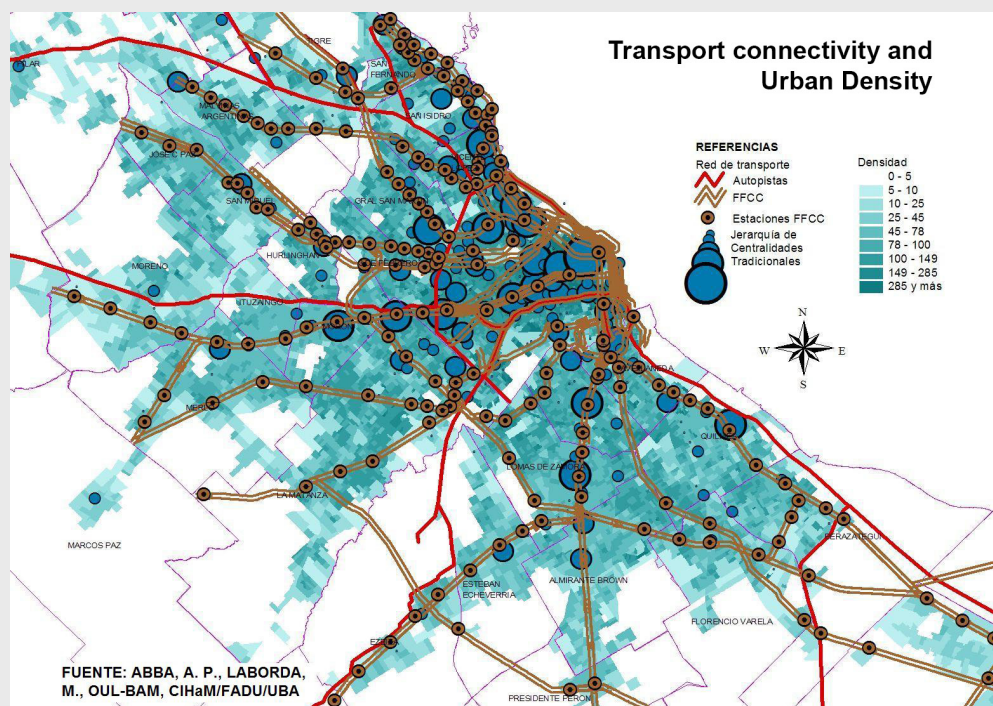 Transport connectivity and
Urban Density
REFERENCIAS
Red de transporte
Autopistas
FFCC
Estaciones FFCC
Jerarquía de
Centralidades
Tradicionales
Densidad
0 - 5
5 - 10
10 - 25
25 - 45
45 - 78
78 - 100
100 - 149
149 - 285
285 y más
N
W
E
S
PILAR
SAN
FERNANDO
SAN ISIDRO
ARGENTINAS
JOSE C PAZ
SAN MIGUEL
GRAL SAN MARTIN
HURLINGHAN
MORENO
ITUZAINGO
MERLO
QUILMES
LOMAS DE ZAMORA
LA MATANZA
MARCOS PAZ
BERAZATEGUI
ALMIRANTE BROWN
ESTEBAN
ECHEVERRIA
FLORENCIO VARELA
PRESIDENTE PERON
FUENTE: ABBA, A. P., LABORDA,
M., OUL-BAM, CIHaM/FADU/UBA